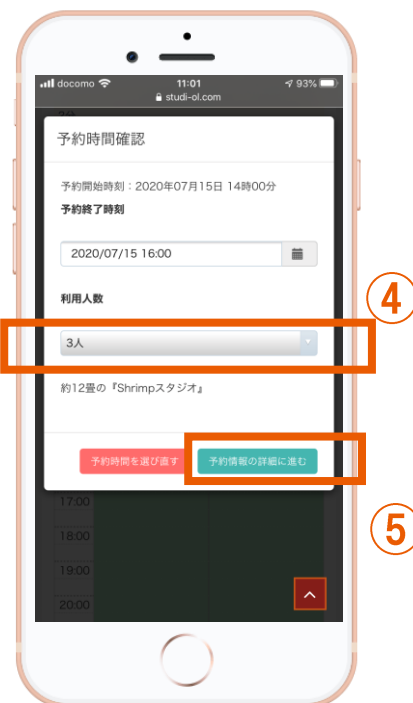 docomo 11:01 93%
studi-ol.com
予約時間確認
予約開始時刻：2020年07月15日 14時00分
予約終了時刻
2020/07/15 16:00
利用人数
④
3人
約12畳の『Shrimpスタジオ』
予約時間を選び直す 予約情報の詳細に進む
17:00
⑤
18:00
19:00
20:00